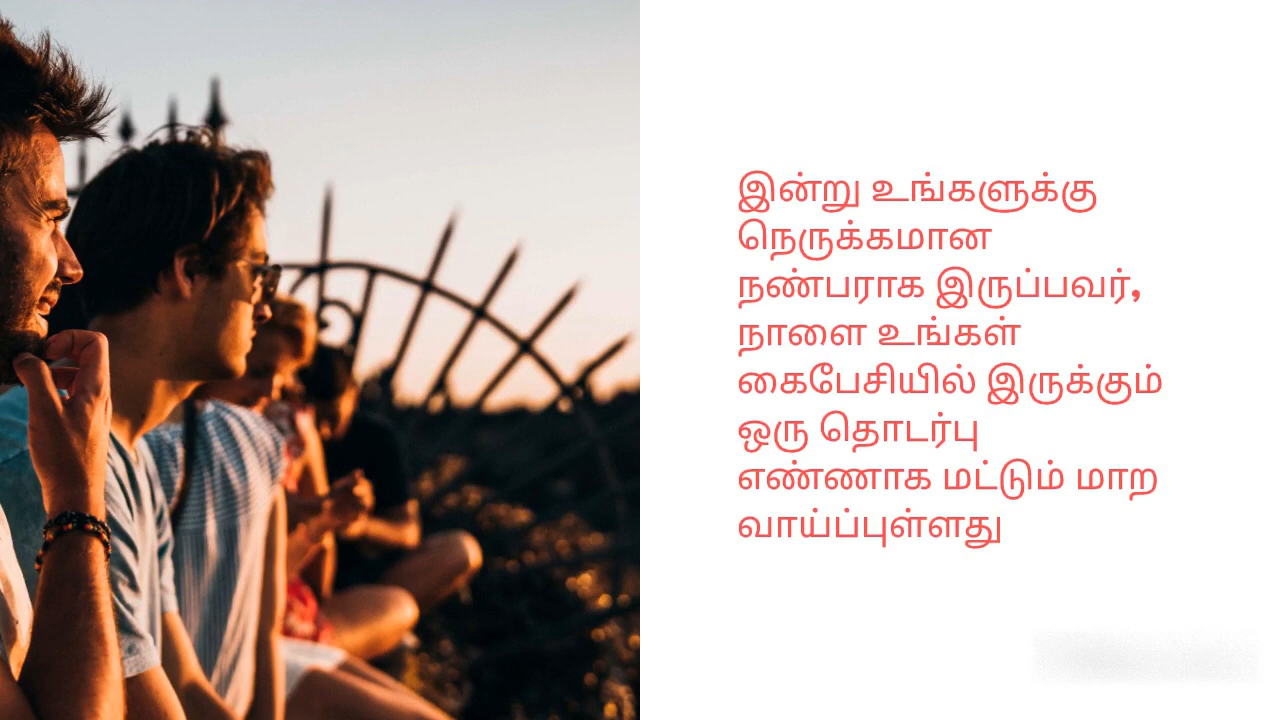 இன்று உங்களுக்கு
நெருக்கமான
நண்பராக இருப்பவர்,
நாளை உங்கள்
கைபேசியில் இருக்கும்
ஒரு தொடர்பு
எண்ணாக மட்டும் மாற
வாய்ப்புள்ளது